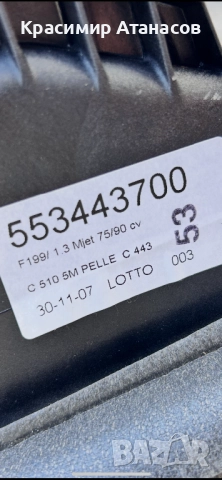 Красимир Атанасов
553443700
F199/ 1.3 Mjet 75/90 cv
C 510 5M PELLE C 443
30-11-07 LOTTO 003
53
BAZAR